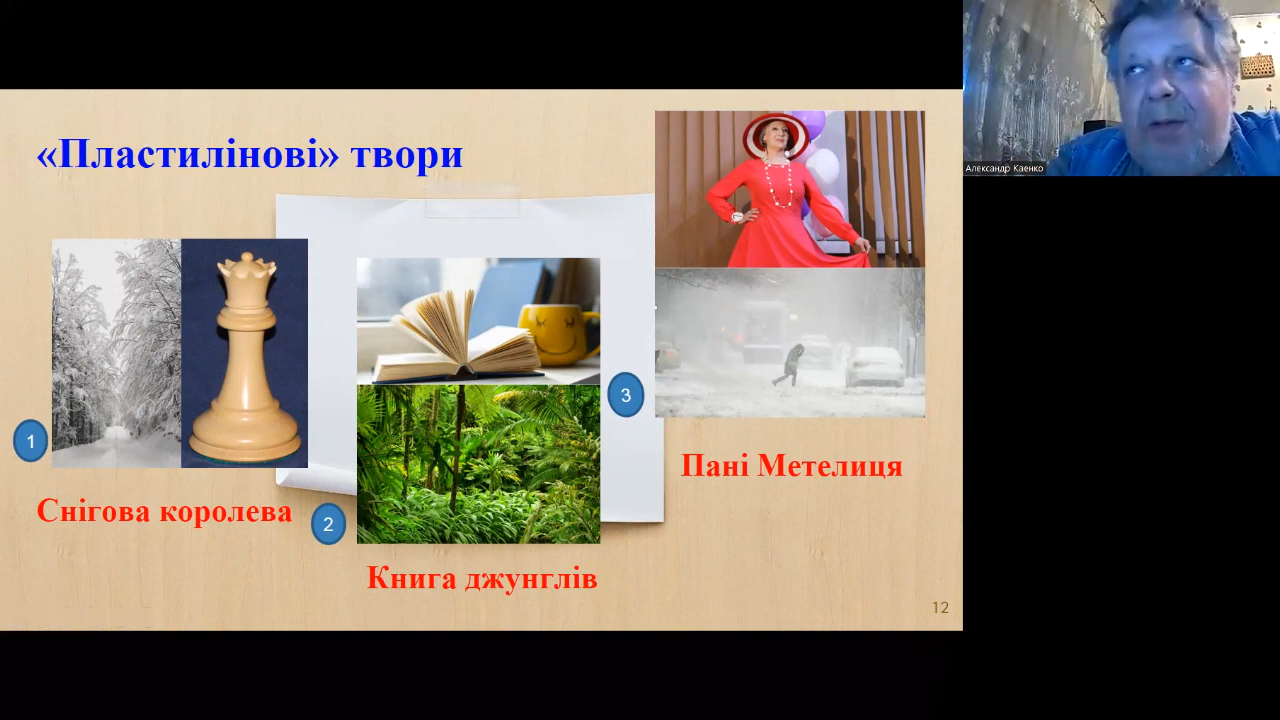 «Пластилінові» твори
1
Снігова королева
2
Книга джунглів
3
Пані Метелиця
12
Александр Каенко